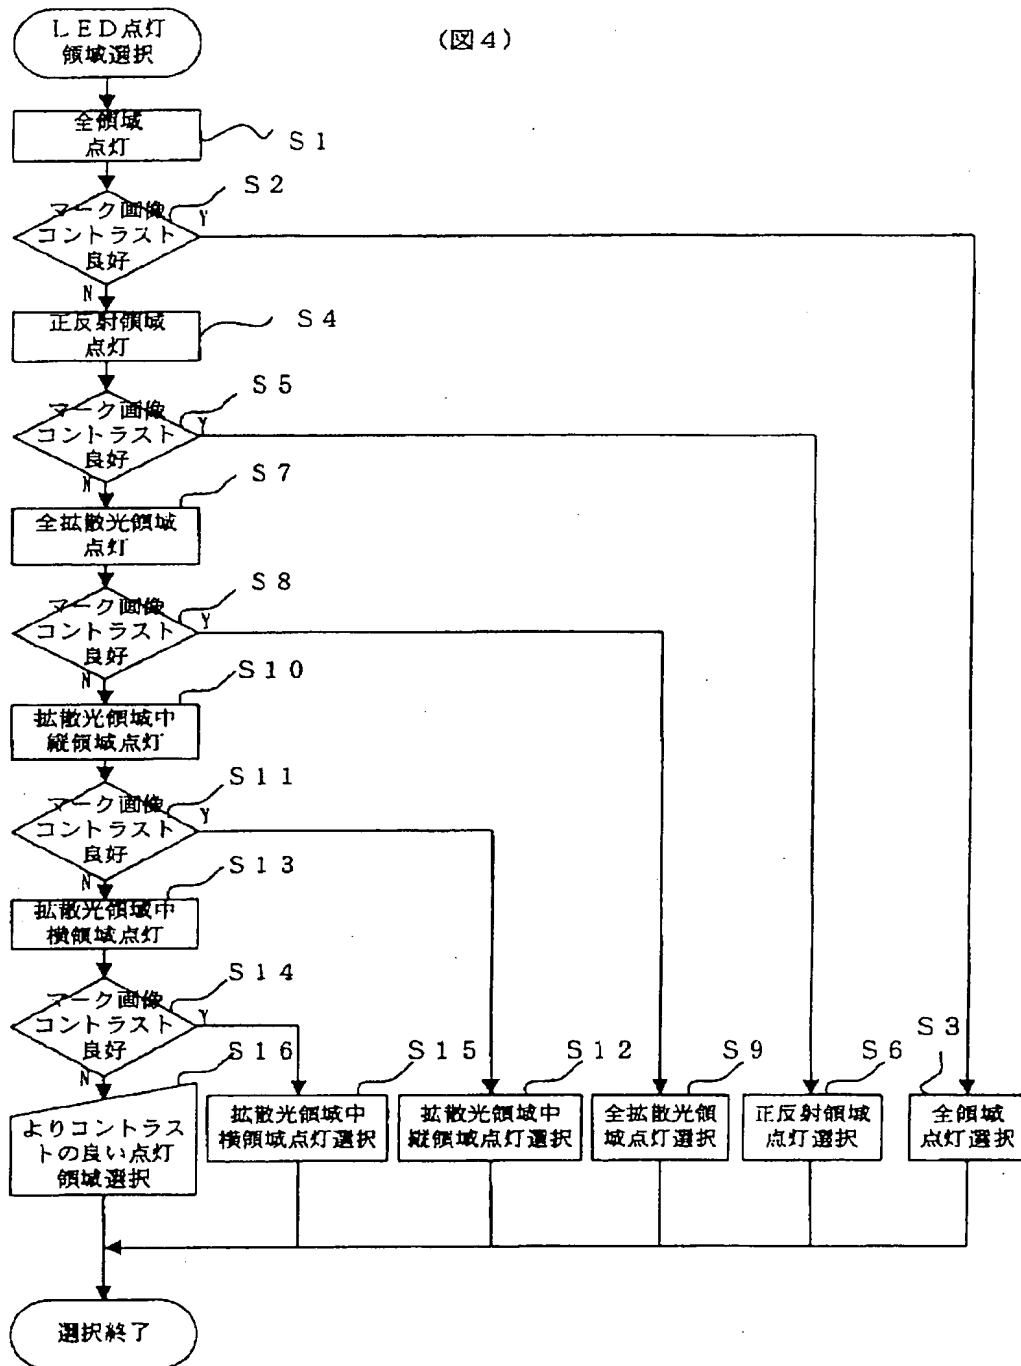 (図4)
LED点灯
領域選択
全領域
点灯
S1
S2
マーク画像
コントラスト
良好
Y
N
正反射領域
点灯
S4
S5
マーク画像
コントラスト
良好
Y
N
S7
全拡散光領域
点灯
S8
マーク画像
コントラスト
良好
Y
N
S10
拡散光領域中
縦領域点灯
S11
マーク画像
コントラスト
良好
Y
N
S13
拡散光領域中
横領域点灯
S14
マーク画像
コントラスト
良好
Y
N
S16
よりコントラス
トの良い点灯
領域選択
S15
拡散光領域中
横領域点灯選択
S12
拡散光領域中
縦領域点灯選択
S9
全拡散光領
域点灯選択
S6
正反射領域
点灯選択
S3
全領域
点灯選択
選択終了